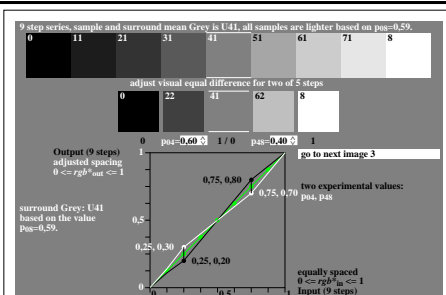 9 step series, sample and surround mean Grey is U41, all samples are lighter based on p08=0,59.
0 11 21 31 41 51 61 71 8
adjust visual equal difference for two of 5 steps
0 22 41 62 8
0 p04=0,60 1 / 0 p48=0,40 1
Output (9 steps)
adjusted spacing
0 <= rgb*out <= 1
1
go to next image 3
0,75, 0,80
0,75, 0,70
two experimental values:
p04, p48
surround Grey: U41
based on the value
p08=0,59.
0,5
0,25, 0,30
0,25, 0,20
equally spaced
0 <= rgb*in <= 1
Input (9 steps)
0
0 0,5 1